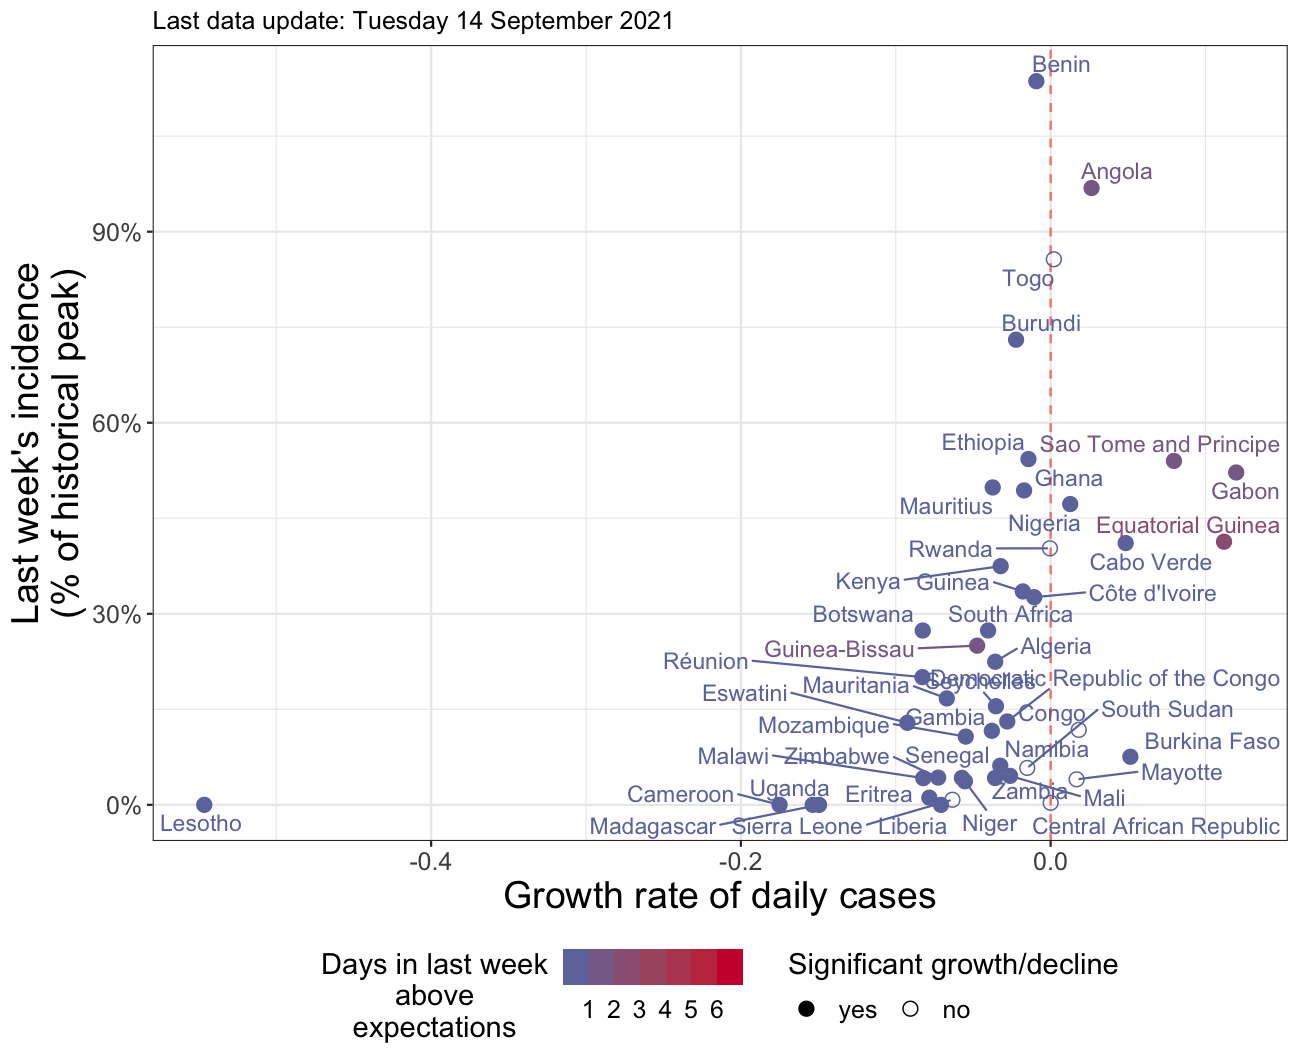 Last data update: Tuesday 14 September 2021
Benin
Angola
90%
Togo
Burundi
Last week's incidence
(% of historical peak)
60%
Ethiopia
Sao Tome and Principe
Ghana
Gabon
Mauritius
Nigeria
Equatorial Guinea
Rwanda
Cabo Verde
Kenya
Guinea
Côte d'Ivoire
30%
Botswana
South Africa
Guinea-Bissau
Algeria
Réunion
Democratic Republic of the Congo
Seychelles
Mauritania
Eswatini
Gambia
Congo
South Sudan
Mozambique
Burkina Faso
Namibia
Malawi
Zimbabwe
Senegal
Mayotte
Uganda
Cameroon
Eritrea
Zambia
Mali
0%
Lesotho
Madagascar
Sierra Leone
Liberia
Niger
Central African Republic
-0.4
-0.2
0.0
Growth rate of daily cases
Days in last week
above
expectations
1 2 3 4 5 6
Significant growth/decline
yes
no